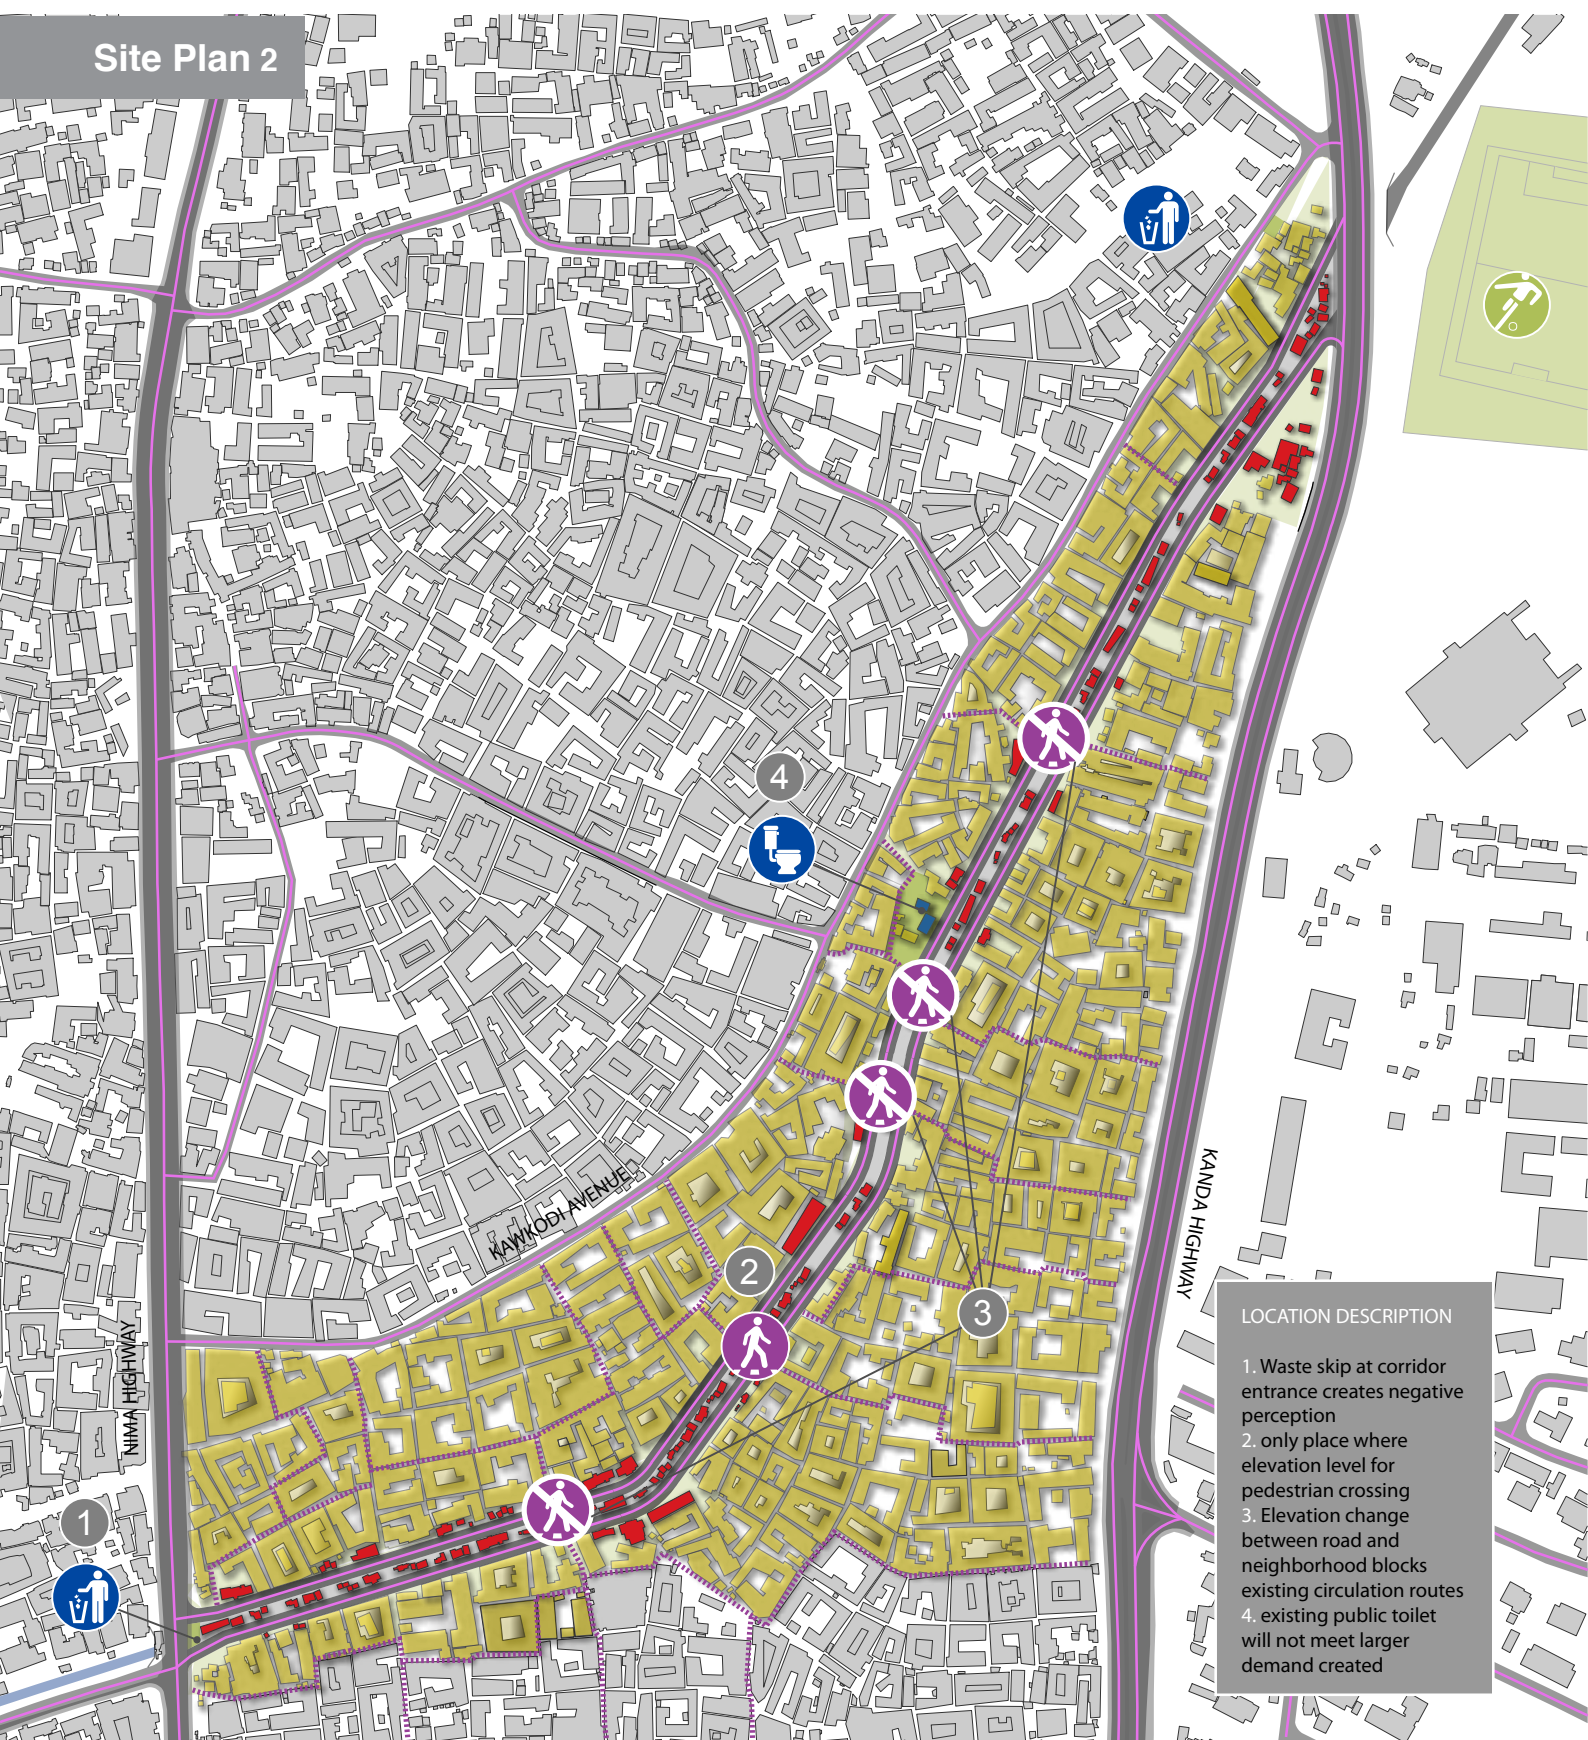 Site Plan 2
4
KAWKODI AVENUE
2
3
KANDA HIGHWAY
NIMA HIGHWAY
1
LOCATION DESCRIPTION
1. Waste skip at corridor
entrance creates negative
perception
2. only place where
elevation level for
pedestrian crossing
3. Elevation change
between road and
neighborhood blocks
existing circulation routes
4. existing public toilet
will not meet larger
demand created